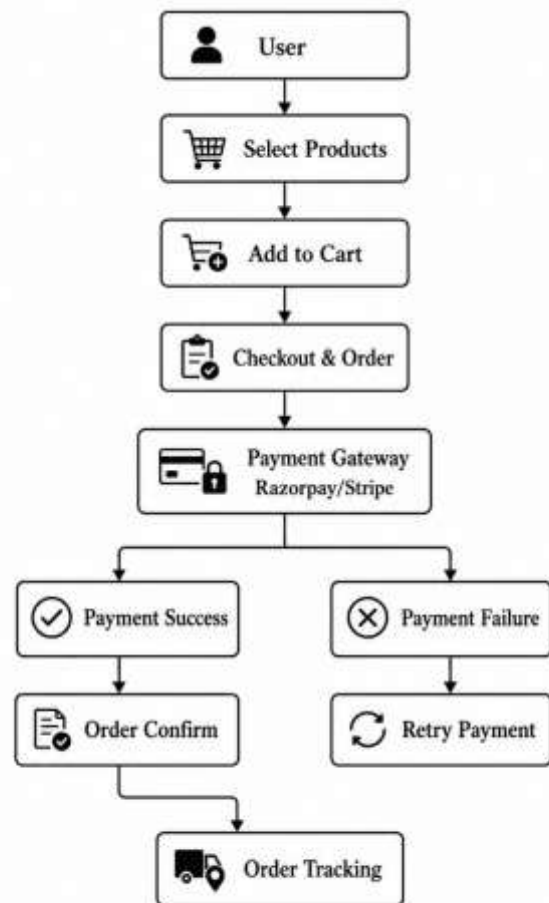 User
Select Products
Add to Cart
Checkout & Order
Payment Gateway
Razorpay/Stripe
Payment Success
Payment Failure
Order Confirm
Retry Payment
Order Tracking